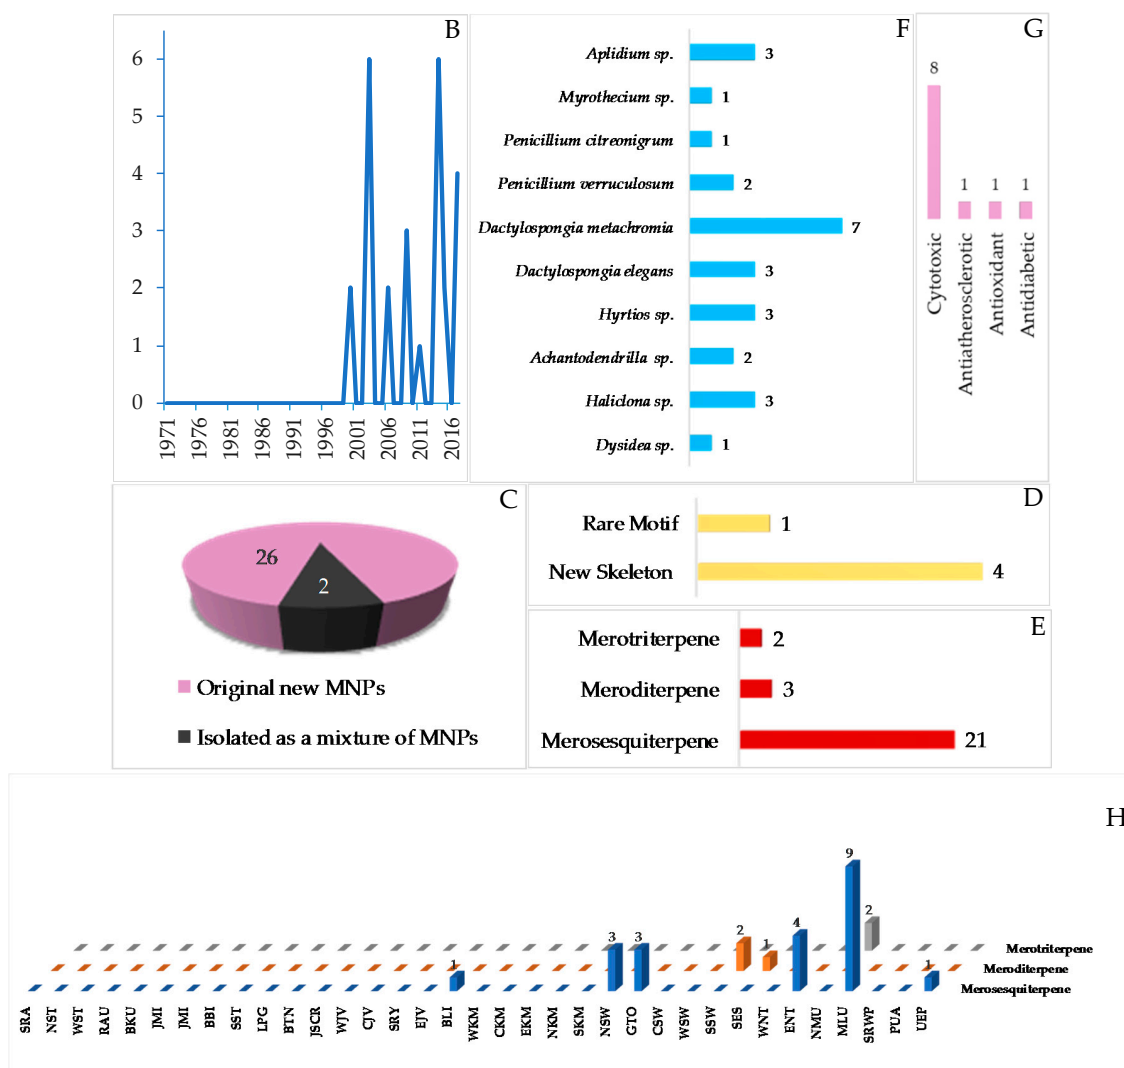 B
6
5
4
3
2
1
0
1971
1976
1981
1986
1991
1996
2001
2006
2011
2016
F
Aplidium sp. 3
Myrothecium sp. 1
Penicillium citreonigrum 1
Penicillium verruculosum 2
Dactylospongia metachromia 7
Dactylospongia elegans 3
Hyrtios sp. 3
Achantodendrilla sp. 2
Haliclona sp. 3
Dysidea sp. 1
G
8
1
1
1
Cytotoxic
Antiatherosclerotic
Antioxidant
Antidiabetic
C
26
2
Original new MNPs
Isolated as a mixture of MNPs
D
Rare Motif 1
New Skeleton 4
E
Merotriterpene 2
Meroditerpene 3
Merosesquiterpene 21
H
9
2
4
3
3
2
1
1
1
Merotriterpene
Meroditerpene
Merosesquiterpene
SRA
NST
WST
RAU
BKU
JMI
JMI
BBI
SST
LPG
BTN
JSCR
WJV
CJV
SRY
EJV
BLI
WKM
CKM
EKM
NKM
SKM
NSW
GTO
CSW
WSW
SSW
SES
WNT
ENT
NMU
MLU
SRWP
PUA
UEP